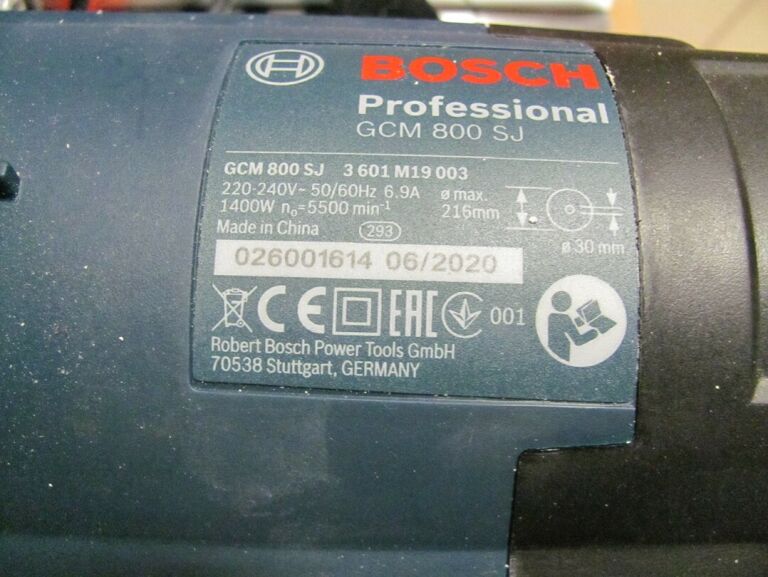 BOSCH
Professional
GCM 800 SJ
GCM 800 SJ 3 601 M19 003
220-240V~ 50/60Hz 6.9A
1400W n₀=5500 min⁻¹
ø max.
216mm
ø 30 mm
Made in China 293
026001614 06/2020
CE EAC 001
Robert Bosch Power Tools GmbH
70538 Stuttgart, GERMANY